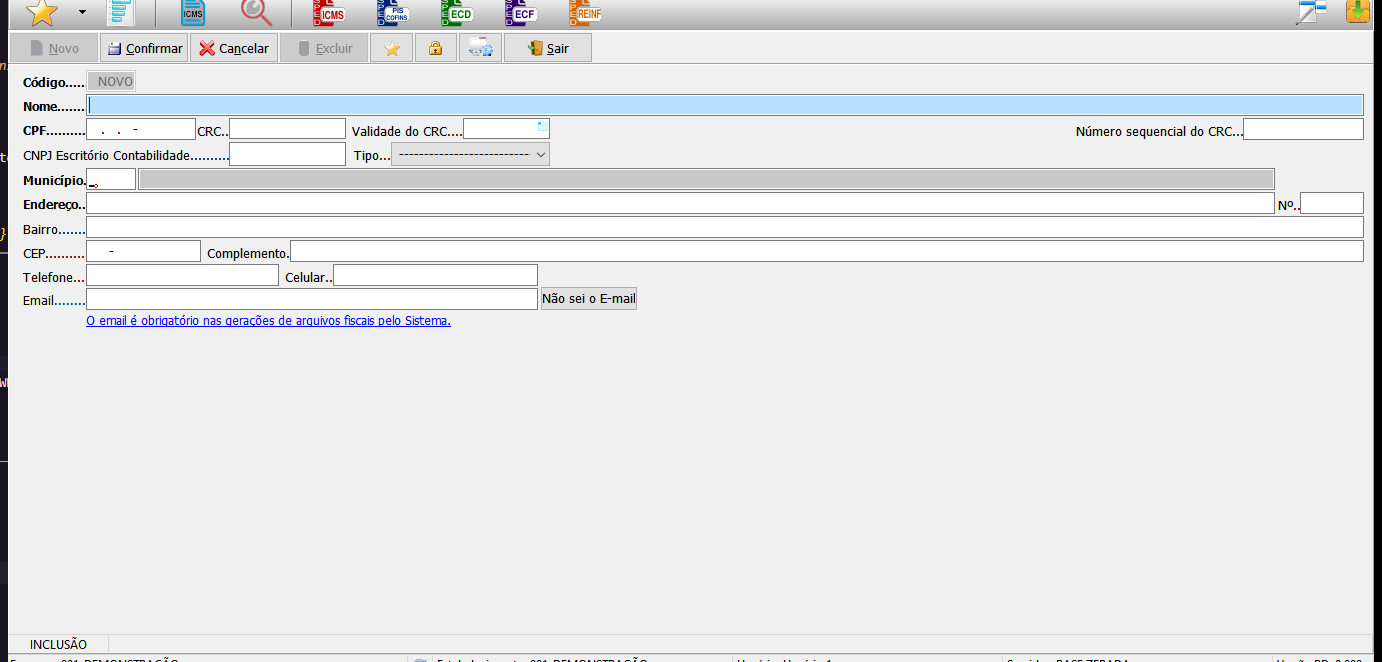 ICMS ICMS PIS COFINS ECD ECF REINF
Novo Confirmar Cancelar Excluir Sair
Código..... NOVO
Nome.......
CPF.......... . . - CRC.. Validade do CRC.... Número sequencial do CRC...
CNPJ Escritório Contabilidade.......... Tipo... ---------------------------
Município.
Endereço.. Nº..
Bairro.......
CEP.......... - Complemento.
Telefone... Celular..
Email........ Não sei o E-mail
O email é obrigatório nas gerações de arquivos fiscais pelo Sistema.
INCLUSÃO